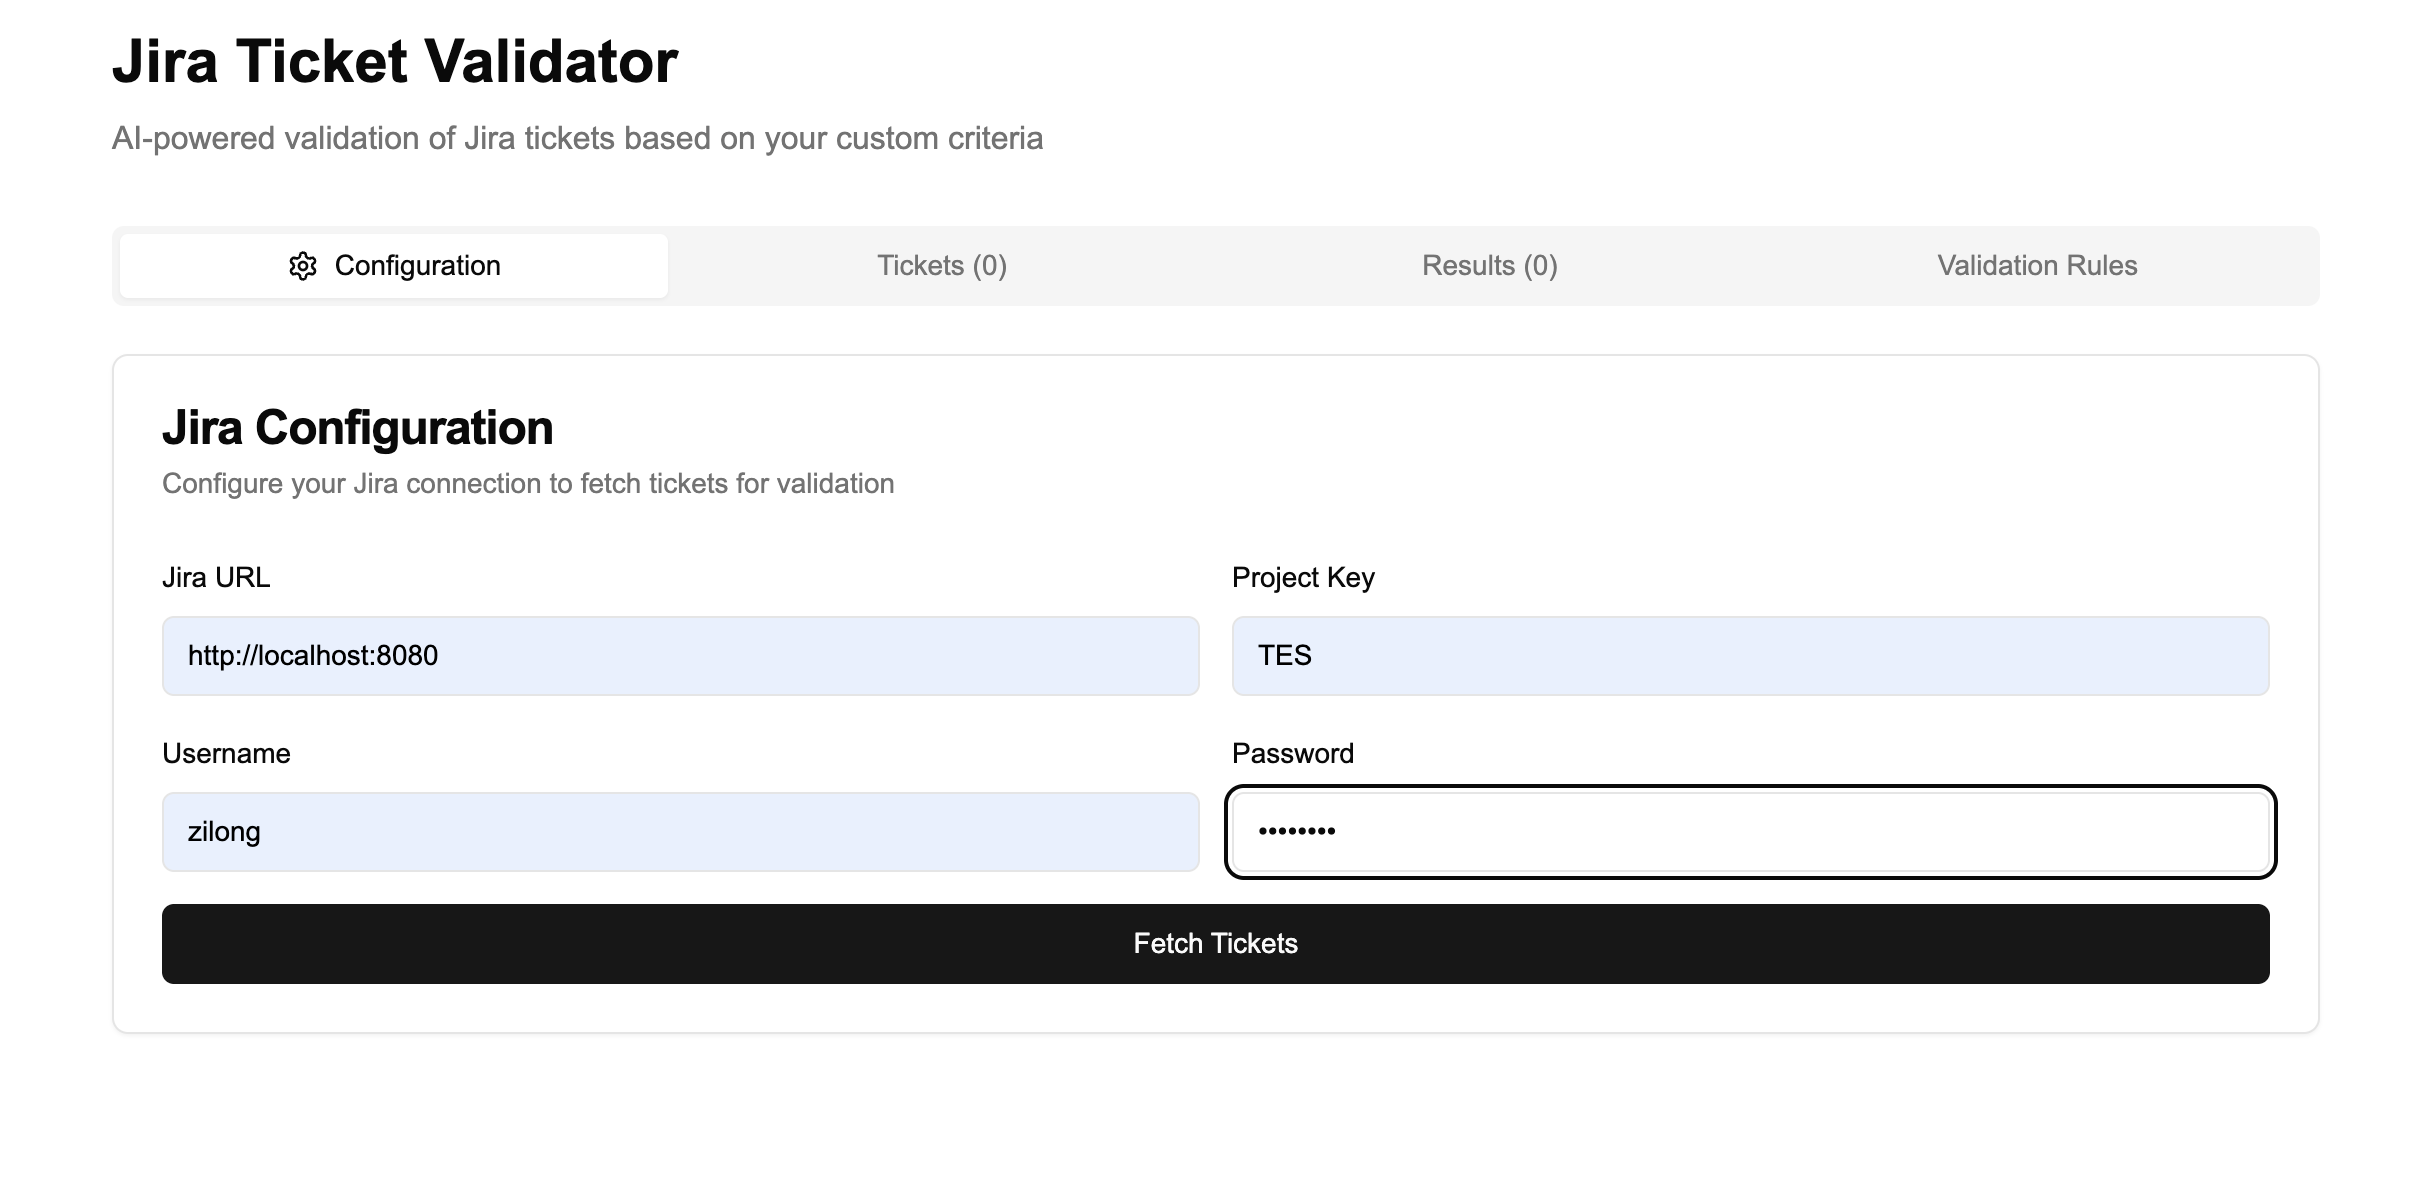 Jira Ticket Validator
AI-powered validation of Jira tickets based on your custom criteria
Configuration
Tickets (0)
Results (0)
Validation Rules
Jira Configuration
Configure your Jira connection to fetch tickets for validation
Jira URL
Project Key
http://localhost:8080
TES
Username
Password
zilong
••••••••
Fetch Tickets